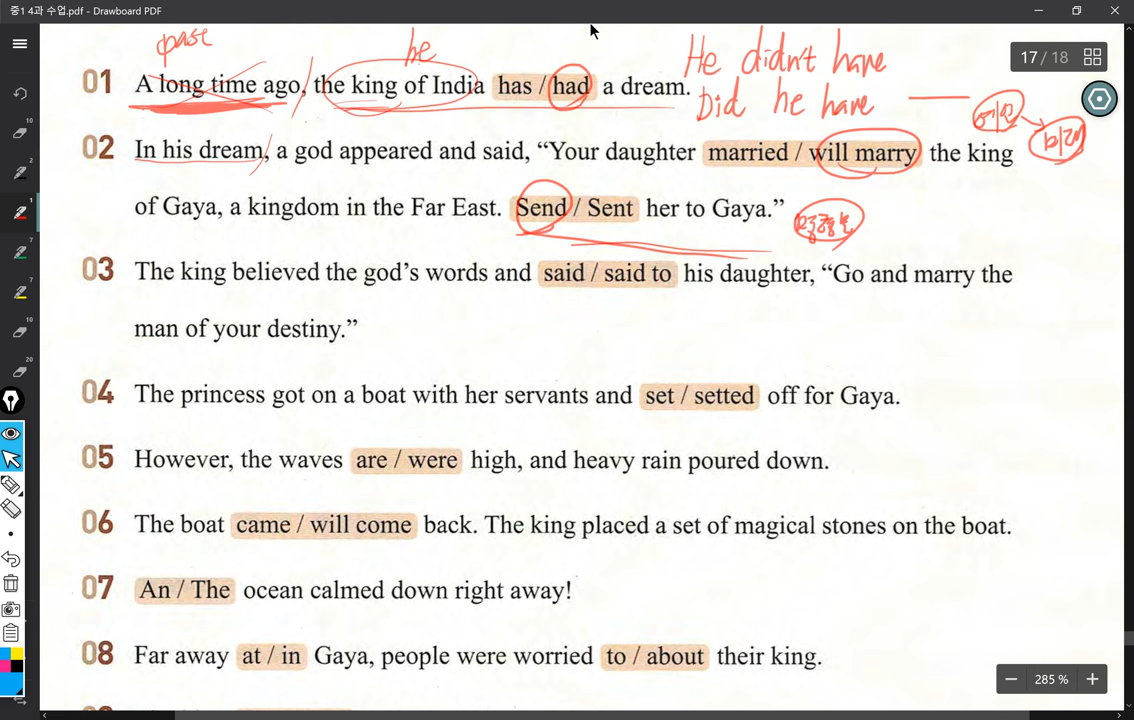 중1 4과 수업.pdf - Drawboard PDF
past
he
He didn't have
17 / 18
01 A long time ago, the king of India has / had a dream.
Did he have
02 In his dream, a god appeared and said, “Your daughter married / will marry the king
of Gaya, a kingdom in the Far East. Send / Sent her to Gaya.”
03 The king believed the god’s words and said / said to his daughter, “Go and marry the
man of your destiny.”
04 The princess got on a boat with her servants and set / setted off for Gaya.
05 However, the waves are / were high, and heavy rain poured down.
06 The boat came / will come back. The king placed a set of magical stones on the boat.
07 An / The ocean calmed down right away!
08 Far away at / in Gaya, people were worried to / about their king.
285 %
10
2
1
7
7
10
20